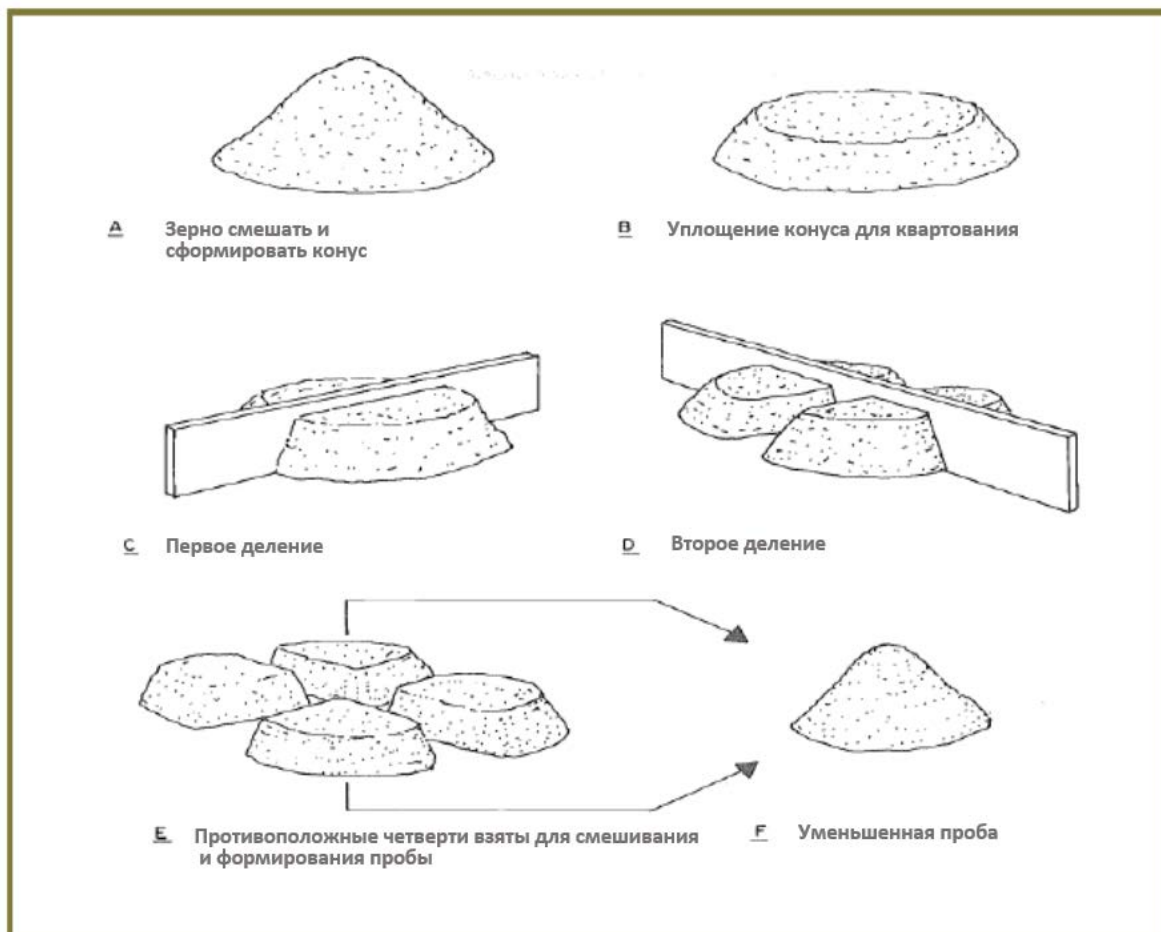 A Зерно смешать и
сформировать конус
B Уплощение конуса для квартования
C Первое деление
D Второе деление
E Противоположные четверти взяты для смешивания
и формирования пробы
F Уменьшенная проба